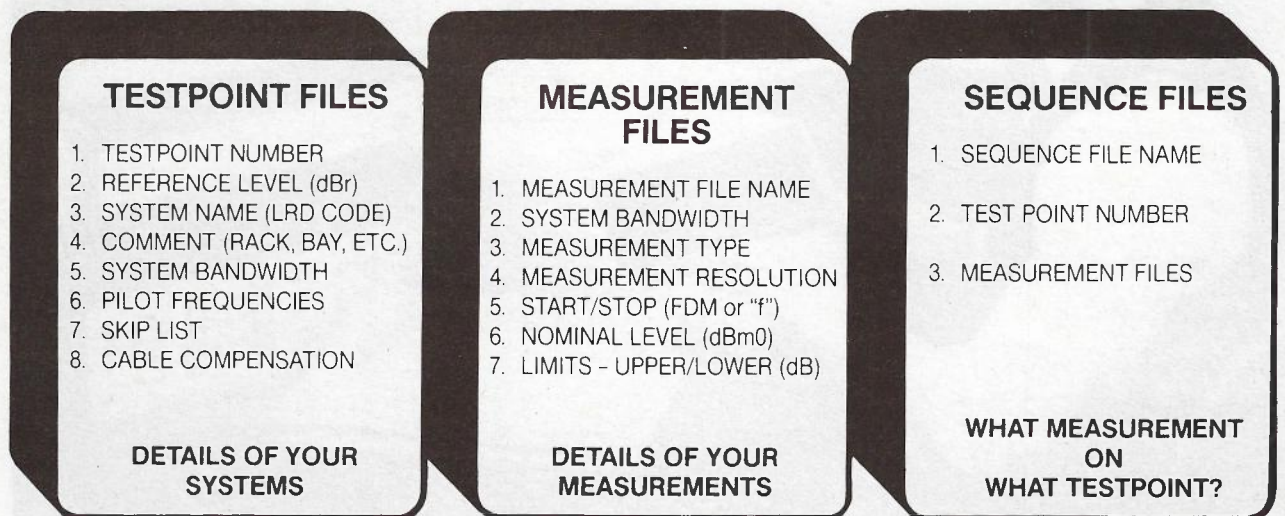 TESTPOINT FILES
1. TESTPOINT NUMBER
2. REFERENCE LEVEL (dBr)
3. SYSTEM NAME (LRD CODE)
4. COMMENT (RACK, BAY, ETC.)
5. SYSTEM BANDWIDTH
6. PILOT FREQUENCIES
7. SKIP LIST
8. CABLE COMPENSATION
DETAILS OF YOUR
SYSTEMS
MEASUREMENT
FILES
1. MEASUREMENT FILE NAME
2. SYSTEM BANDWIDTH
3. MEASUREMENT TYPE
4. MEASUREMENT RESOLUTION
5. START/STOP (FDM or "f")
6. NOMINAL LEVEL (dBm0)
7. LIMITS – UPPER/LOWER (dB)
DETAILS OF YOUR
MEASUREMENTS
SEQUENCE FILES
1. SEQUENCE FILE NAME
2. TEST POINT NUMBER
3. MEASUREMENT FILES
WHAT MEASUREMENT
ON
WHAT TESTPOINT?